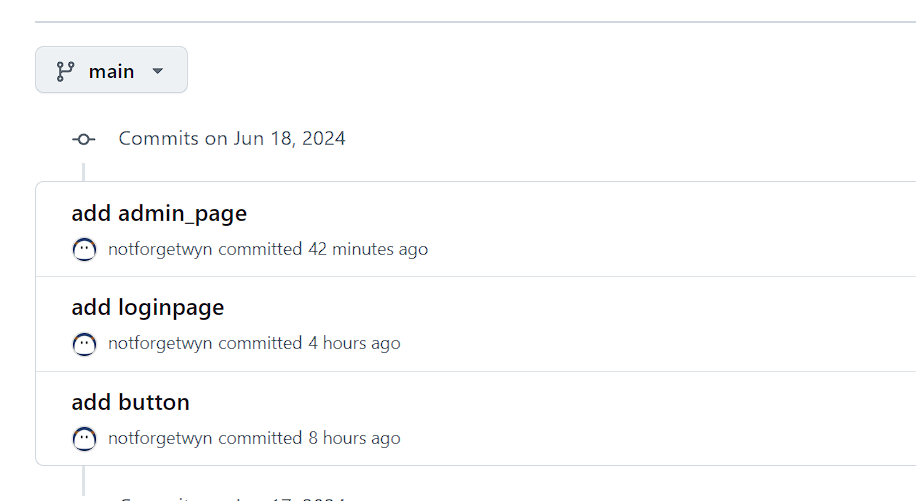 main
Commits on Jun 18, 2024
add admin_page
notforgetwyn committed 42 minutes ago
add loginpage
notforgetwyn committed 4 hours ago
add button
notforgetwyn committed 8 hours ago